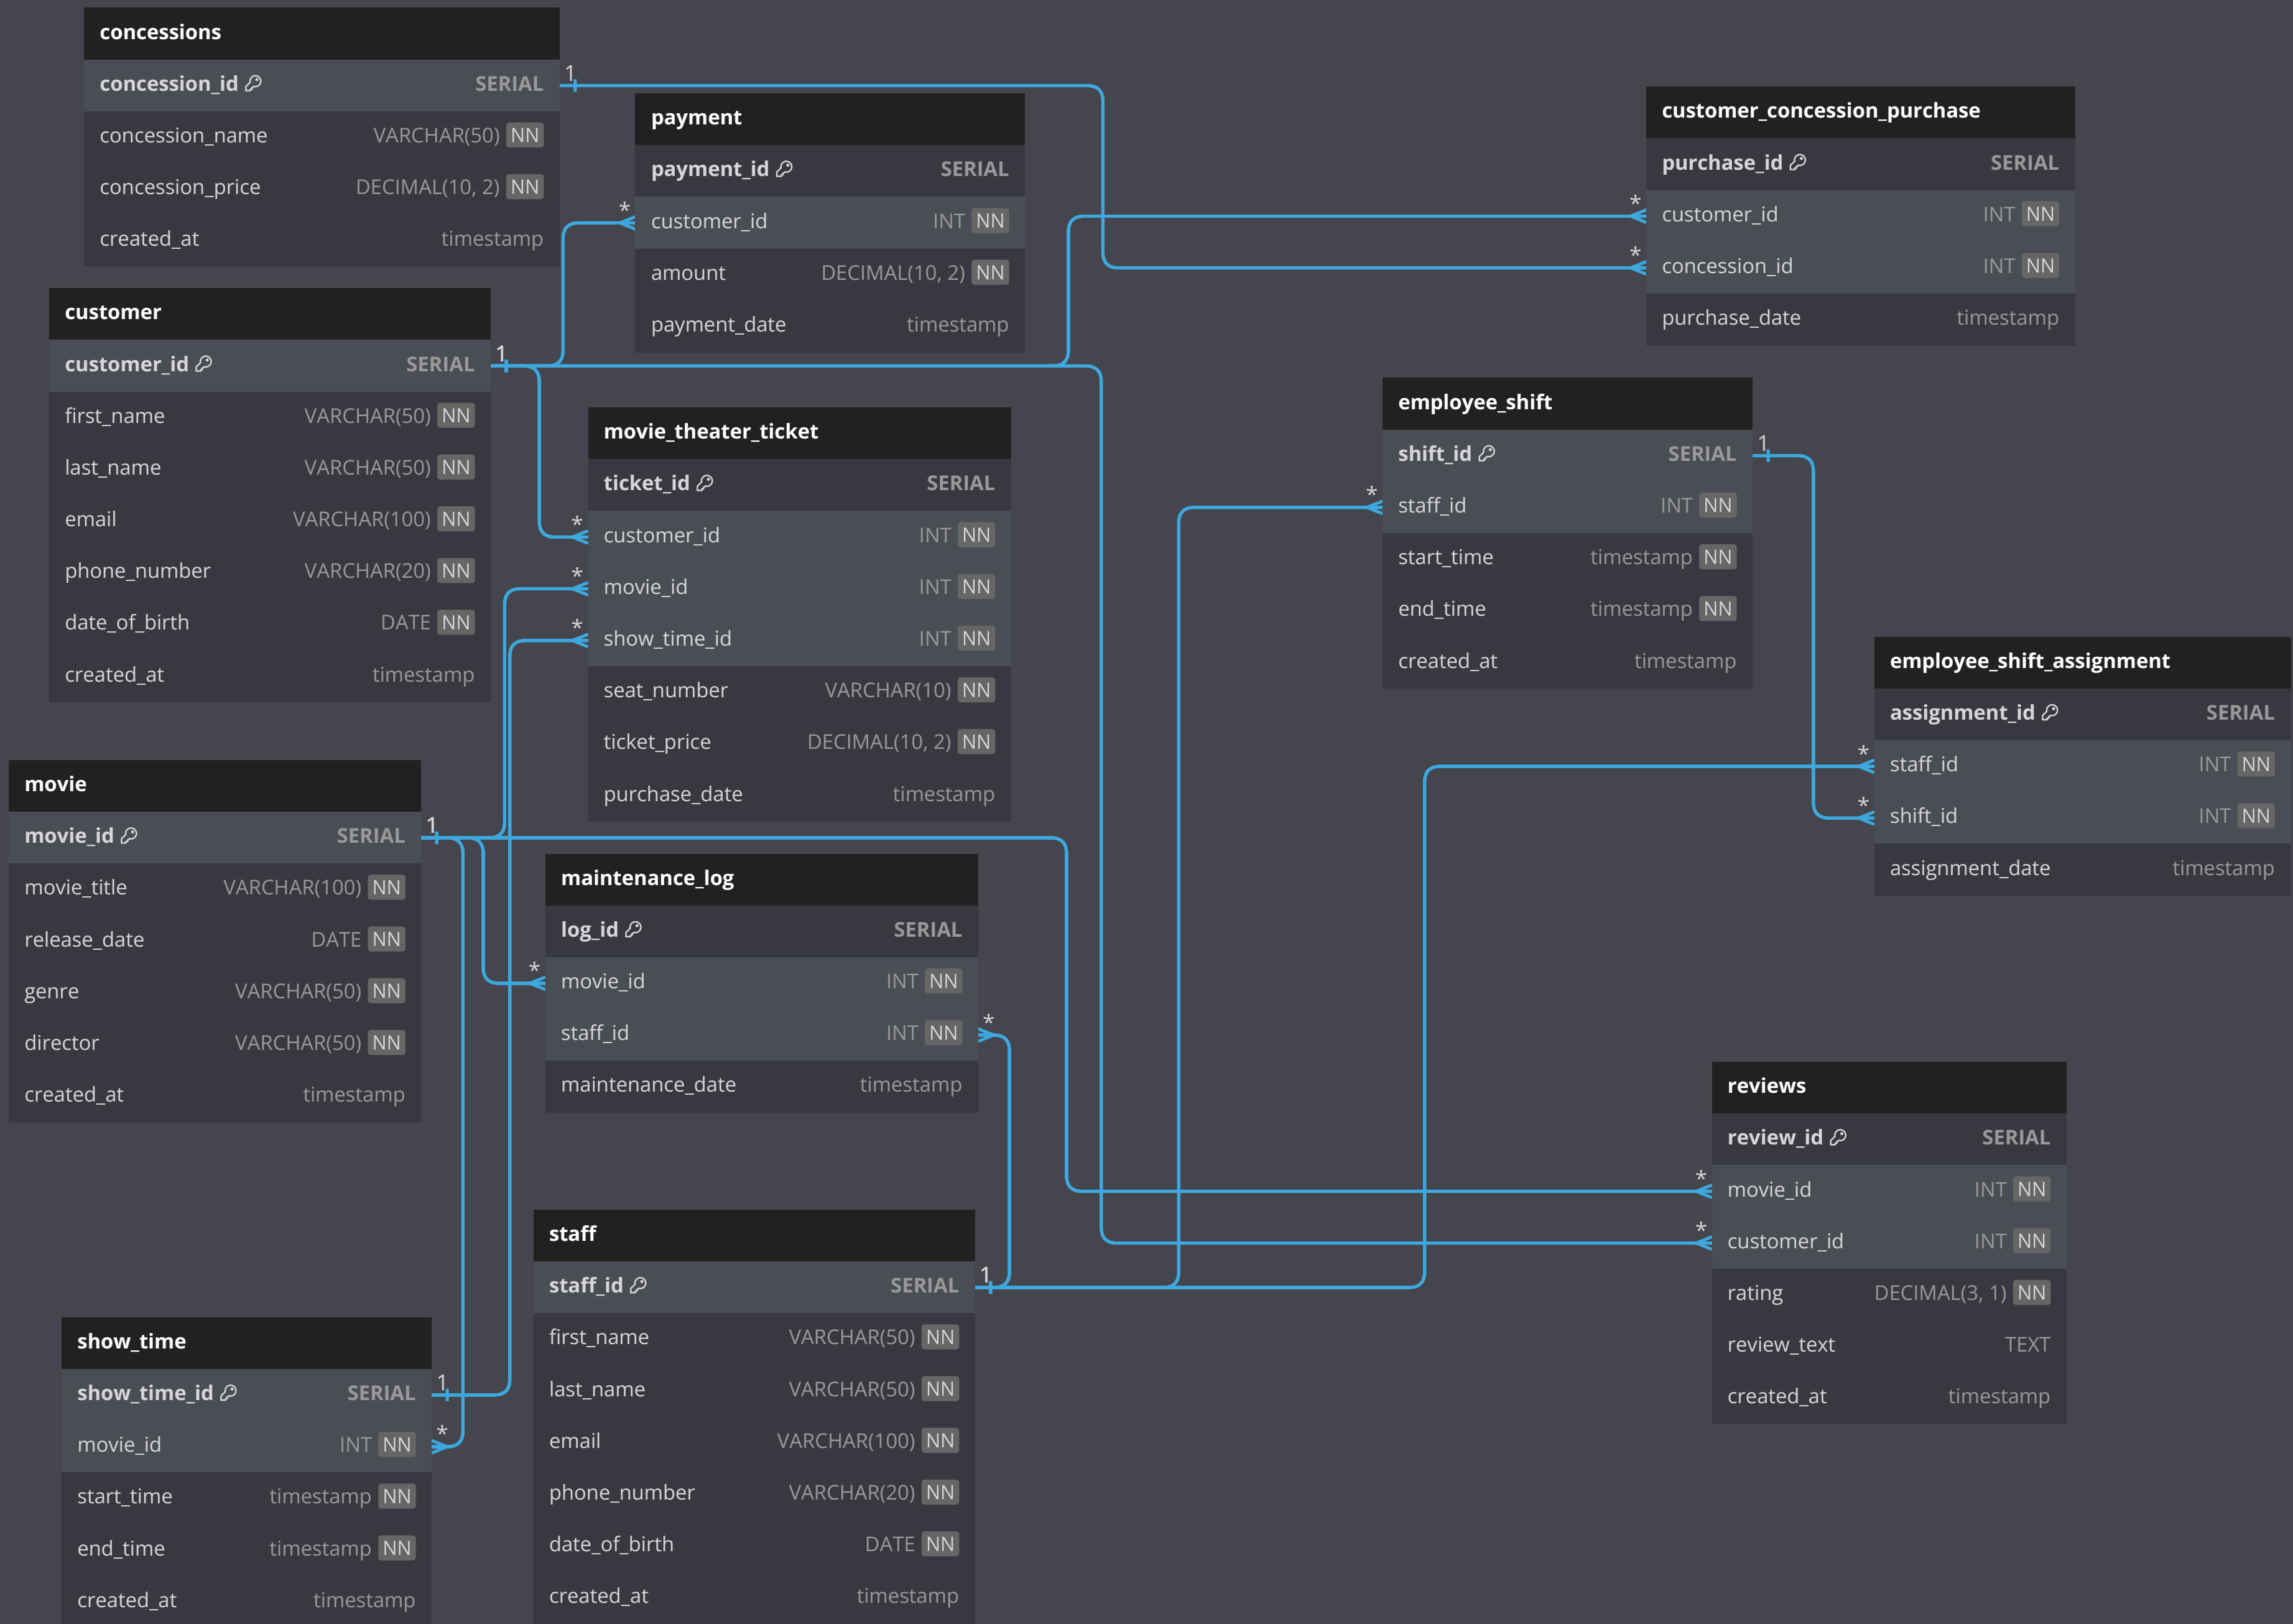 concessions
concession_id SERIAL
concession_name VARCHAR(50) NN
concession_price DECIMAL(10, 2) NN
created_at timestamp
payment
payment_id SERIAL
customer_id INT NN
amount DECIMAL(10, 2) NN
payment_date timestamp
customer_concession_purchase
purchase_id SERIAL
customer_id INT NN
concession_id INT NN
purchase_date timestamp
customer
customer_id SERIAL
first_name VARCHAR(50) NN
last_name VARCHAR(50) NN
email VARCHAR(100) NN
phone_number VARCHAR(20) NN
date_of_birth DATE NN
created_at timestamp
movie_theater_ticket
ticket_id SERIAL
customer_id INT NN
movie_id INT NN
show_time_id INT NN
seat_number VARCHAR(10) NN
ticket_price DECIMAL(10, 2) NN
purchase_date timestamp
employee_shift
shift_id SERIAL
staff_id INT NN
start_time timestamp NN
end_time timestamp NN
created_at timestamp
employee_shift_assignment
assignment_id SERIAL
staff_id INT NN
shift_id INT NN
assignment_date timestamp
movie
movie_id SERIAL
movie_title VARCHAR(100) NN
release_date DATE NN
genre VARCHAR(50) NN
director VARCHAR(50) NN
created_at timestamp
maintenance_log
log_id SERIAL
movie_id INT NN
staff_id INT NN
maintenance_date timestamp
reviews
review_id SERIAL
movie_id INT NN
customer_id INT NN
rating DECIMAL(3, 1) NN
review_text TEXT
created_at timestamp
staff
staff_id SERIAL
first_name VARCHAR(50) NN
last_name VARCHAR(50) NN
email VARCHAR(100) NN
phone_number VARCHAR(20) NN
date_of_birth DATE NN
created_at timestamp
show_time
show_time_id SERIAL
movie_id INT NN
start_time timestamp NN
end_time timestamp NN
created_at timestamp
1
*
*
*
1
*
*
1
*
*
*
*
1
*
*
*
*
1
1
*